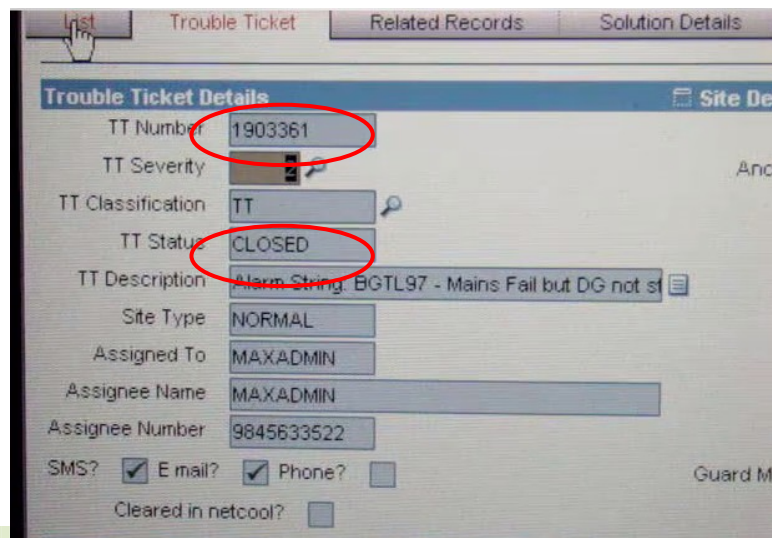 List Trouble Ticket Related Records Solution Details
Trouble Ticket Details Site De
TT Number 1903361
TT Severity 2 And
TT Classification TT
TT Status CLOSED
TT Description Alarm String: BGTL97 - Mains Fail but DG not st
Site Type NORMAL
Assigned To MAXADMIN
Assignee Name MAXADMIN
Assignee Number 9845633522
SMS? E mail? Phone? Guard M
Cleared in netcool?